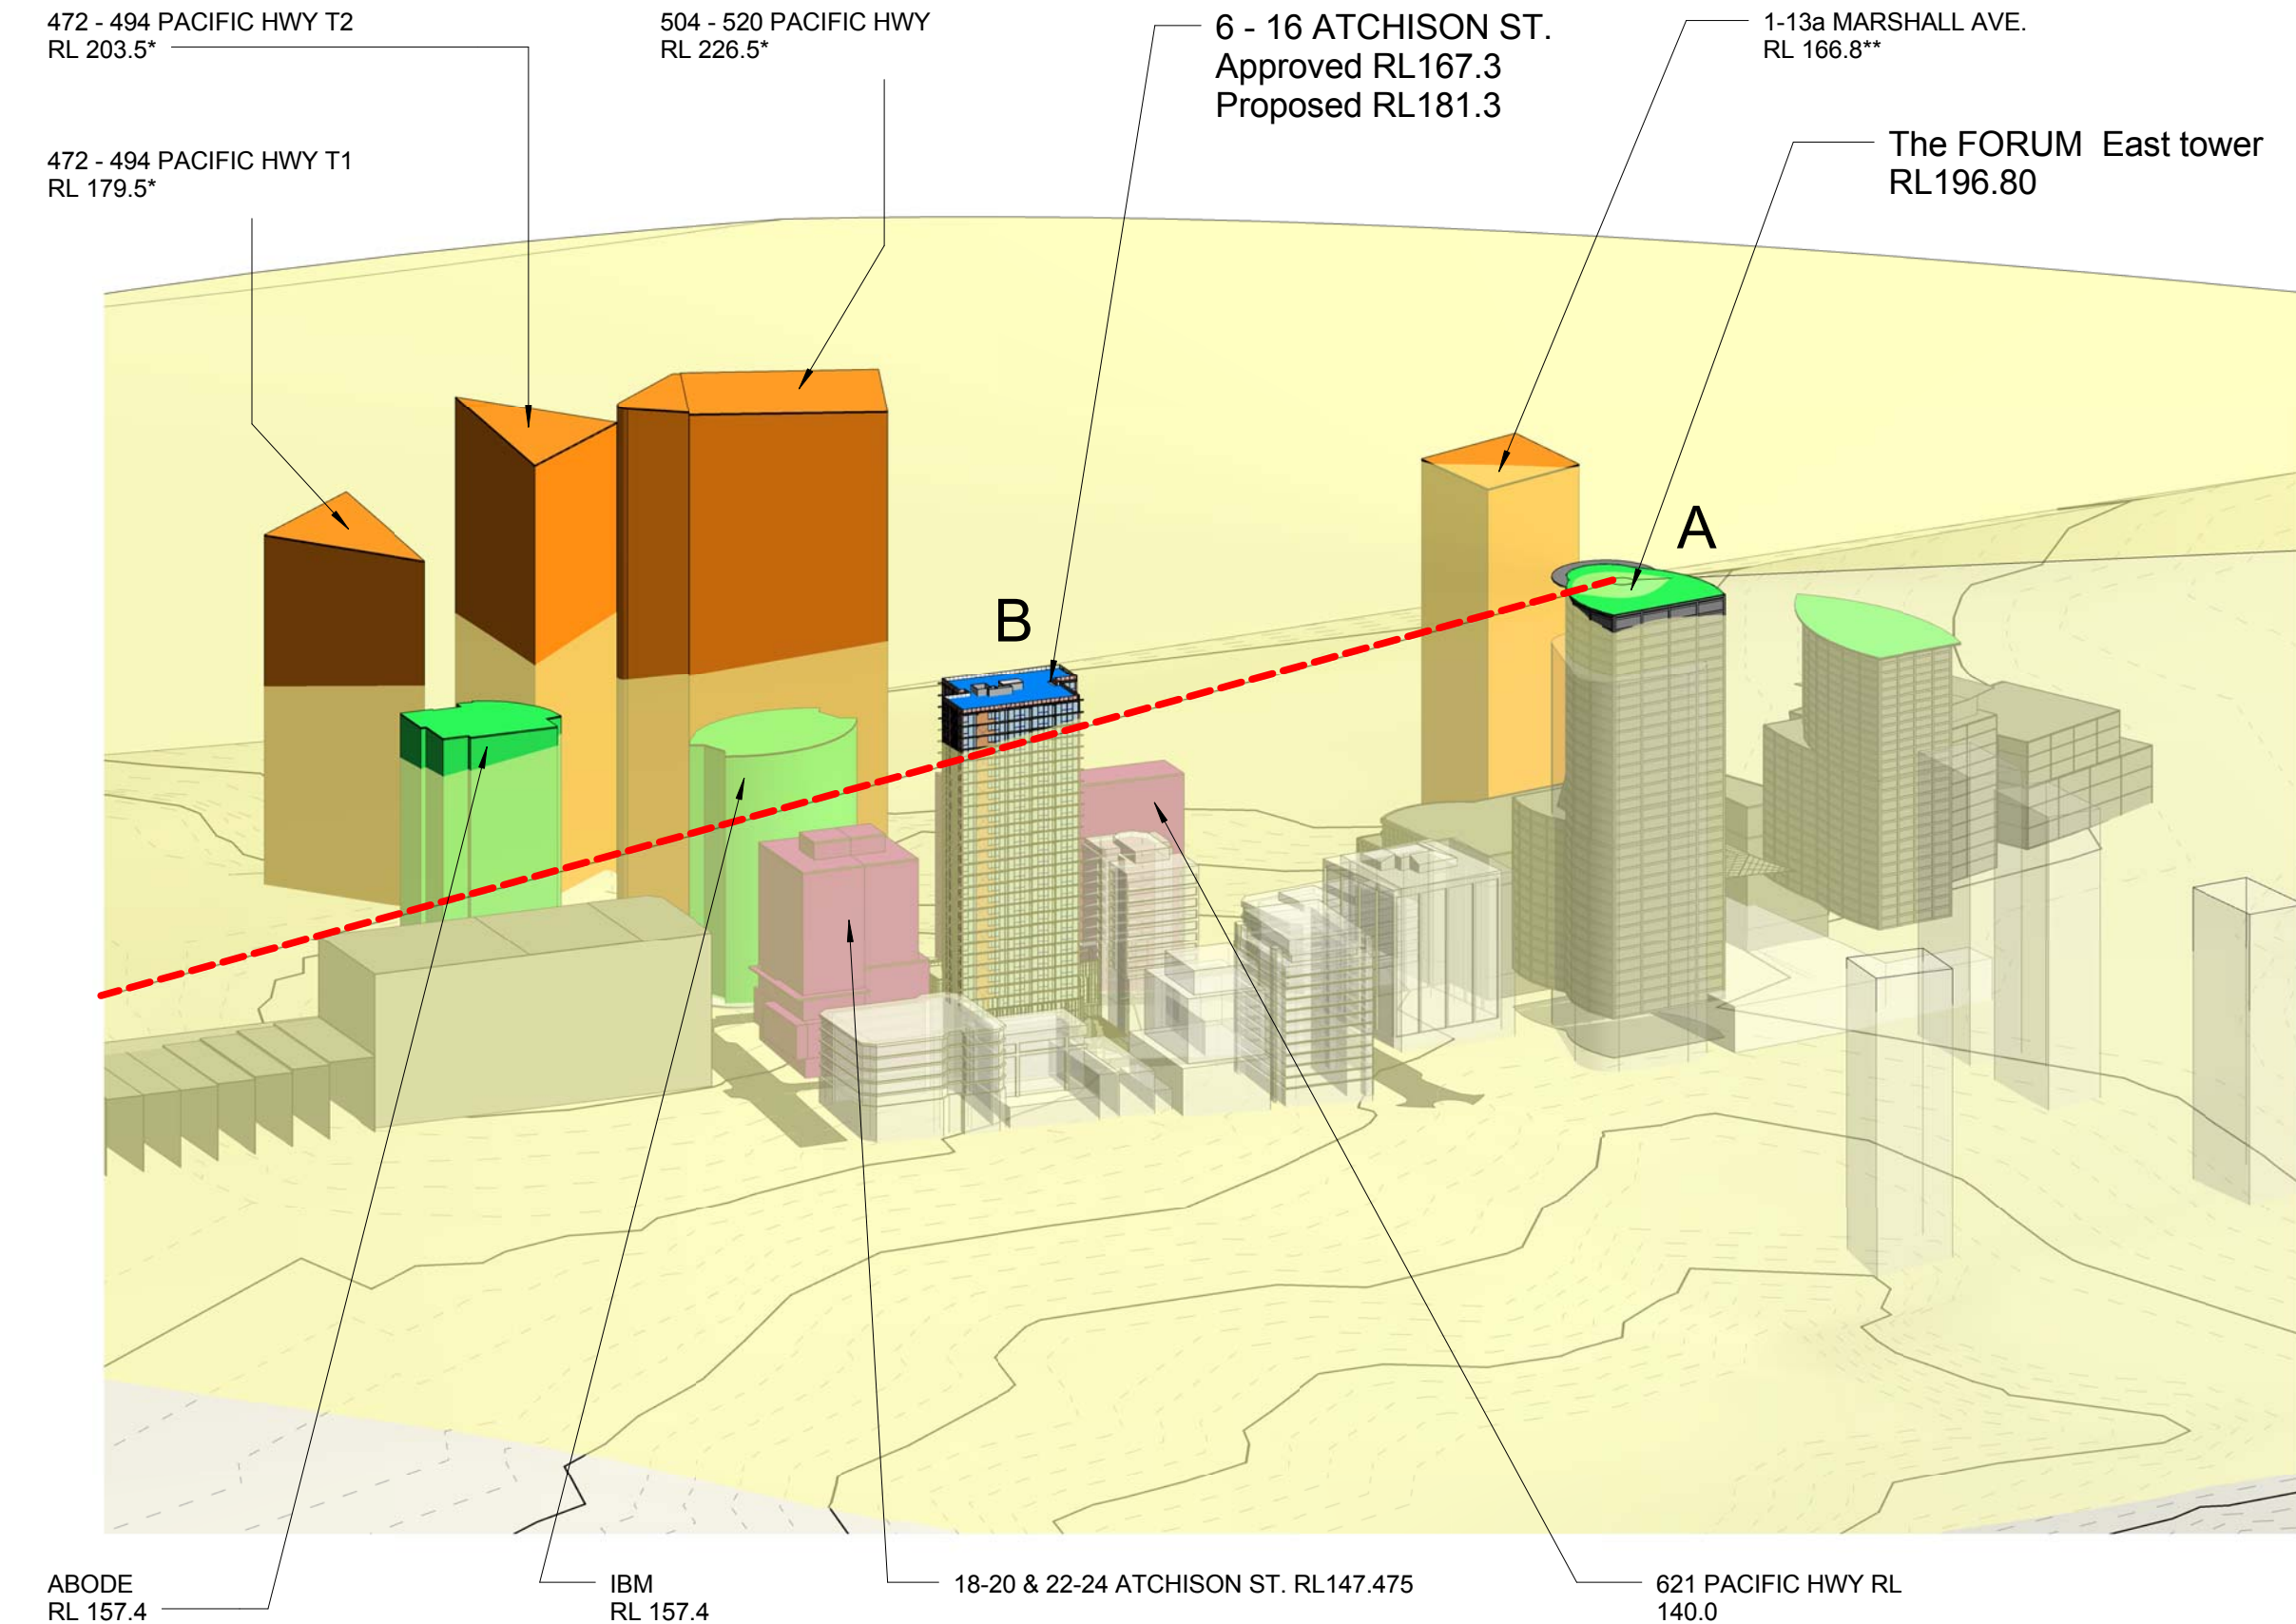 472 - 494 PACIFIC HWY T2
RL 203.5*
504 - 520 PACIFIC HWY
RL 226.5*
6 - 16 ATCHISON ST.
Approved RL167.3
Proposed RL181.3
1-13a MARSHALL AVE.
RL 166.8**
The FORUM East tower
RL196.80
472 - 494 PACIFIC HWY T1
RL 179.5*
A
B
ABODE
RL 157.4
IBM
RL 157.4
18-20 & 22-24 ATCHISON ST. RL147.475
621 PACIFIC HWY RL
140.0